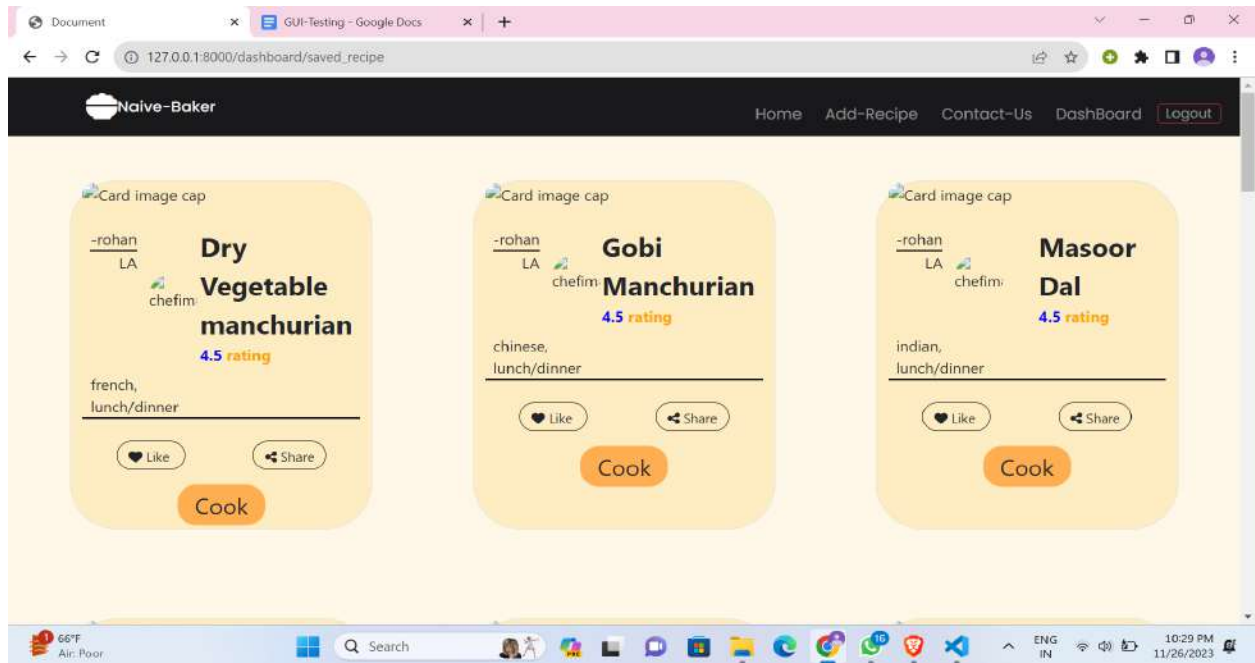 Document
GUI-Testing - Google Docs
127.0.0.1:8000/dashboard/saved_recipe
Naive-Baker
Home Add-Recipe Contact-Us DashBoard Logout
Card image cap
-rohan
LA
chefim
Dry
Vegetable
manchurian
4.5 rating
french,
lunch/dinner
Like Share
Cook
Card image cap
-rohan
LA
chefim
Gobi
Manchurian
4.5 rating
chinese,
lunch/dinner
Like Share
Cook
Card image cap
-rohan
LA
chefim
Masoor
Dal
4.5 rating
indian,
lunch/dinner
Like Share
Cook
66°F
Air: Poor
Search
16
ENG
IN
10:29 PM
11/26/2023